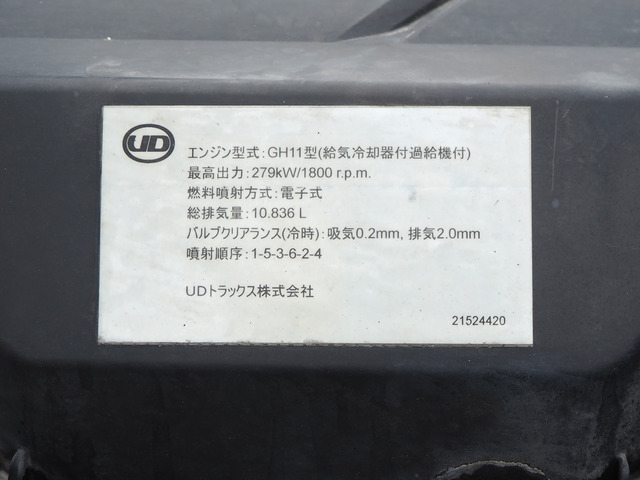 UD
エンジン型式:GH11型(給気冷却器付過給機付)
最高出力:279kW/1800 r.p.m.
燃料噴射方式:電子式
総排気量:10.836 L
バルブクリアランス(冷時):吸気0.2mm, 排気2.0mm
噴射順序:1-5-3-6-2-4
UDトラックス株式会社
21524420